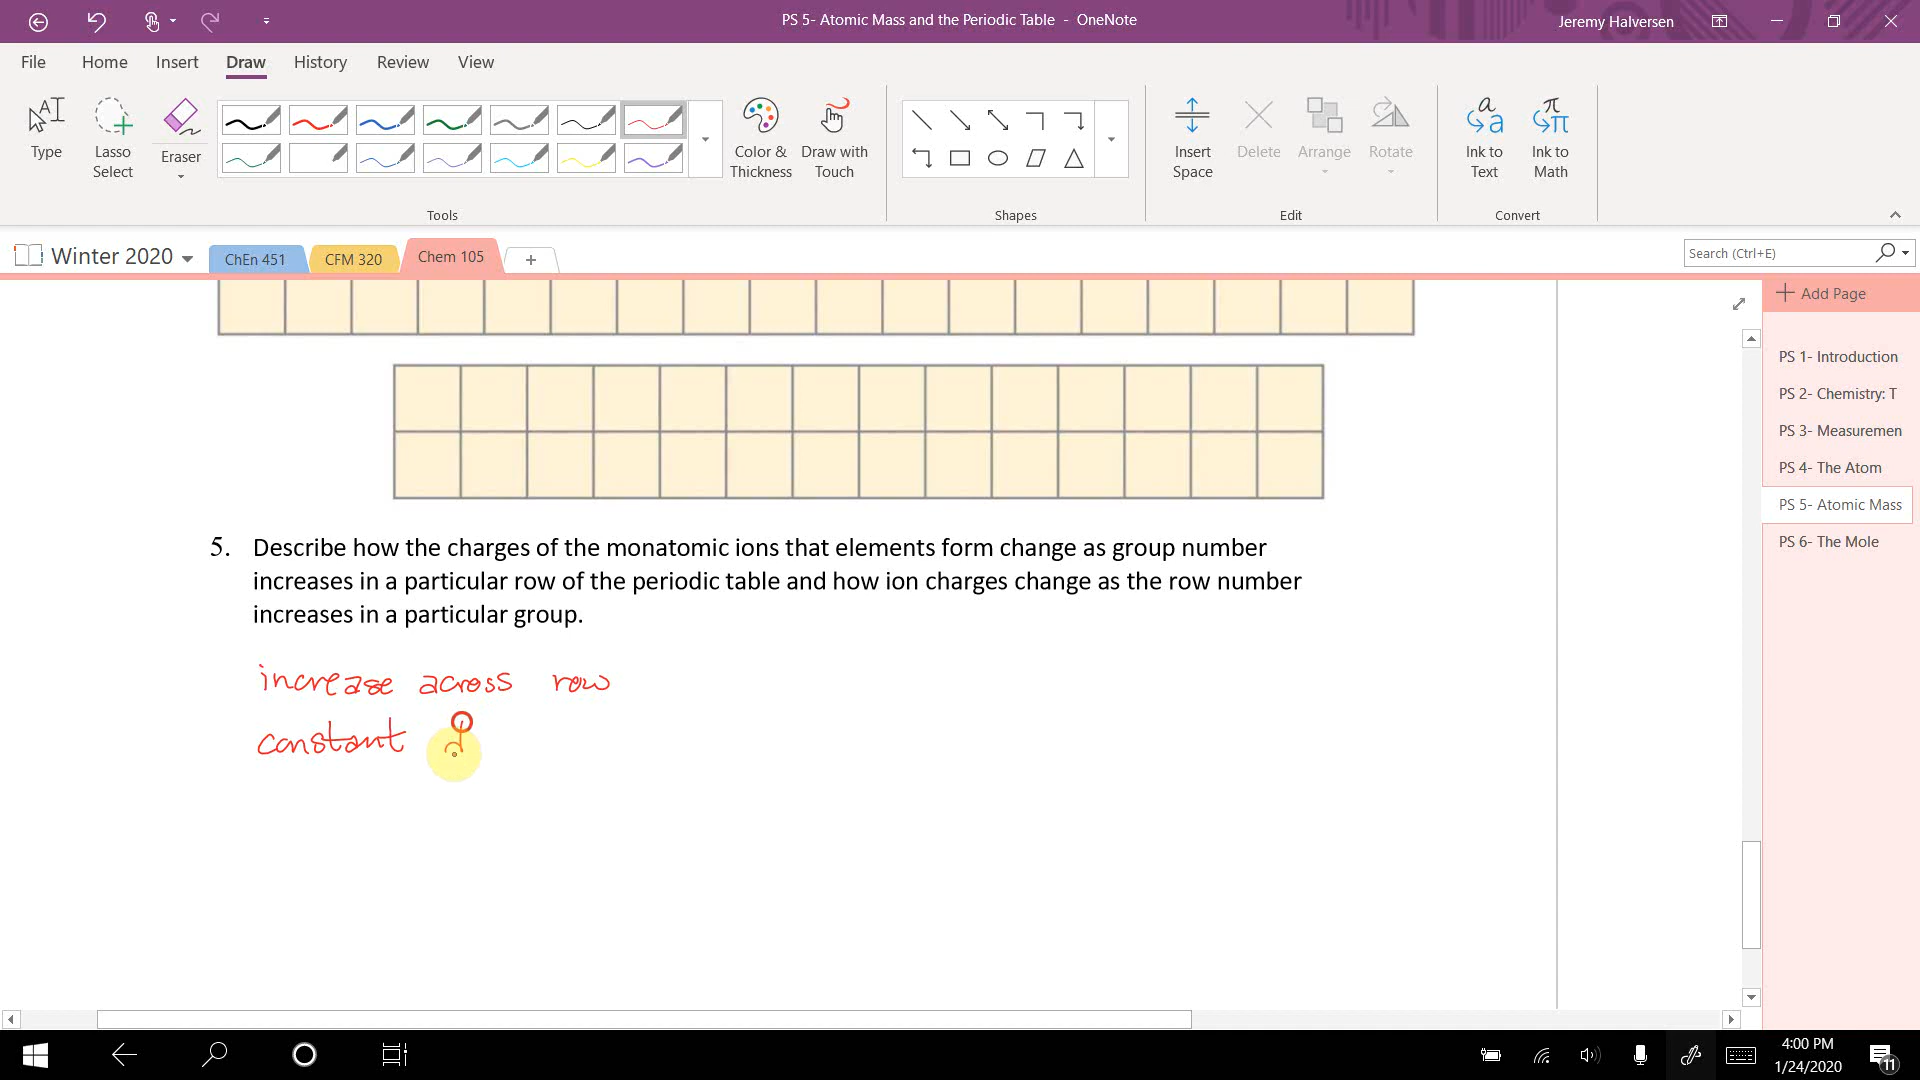 PS 5- Atomic Mass and the Periodic Table - OneNote
Jeremy Halversen
File Home Insert Draw History Review View
Type
Lasso Select
Eraser
Color & Thickness
Draw with Touch
Insert Space
Delete
Arrange
Rotate
Ink to Text
Ink to Math
Tools Shapes Edit Convert
Winter 2020
ChEn 451
CFM 320
Chem 105
Search (Ctrl+E)
Add Page
PS 1- Introduction
PS 2- Chemistry: T
PS 3- Measuremen
PS 4- The Atom
PS 5- Atomic Mass
PS 6- The Mole
5. Describe how the charges of the monatomic ions that elements form change as group number
increases in a particular row of the periodic table and how ion charges change as the row number
increases in a particular group.
increase across row
constant d
4:00 PM
1/24/2020
11